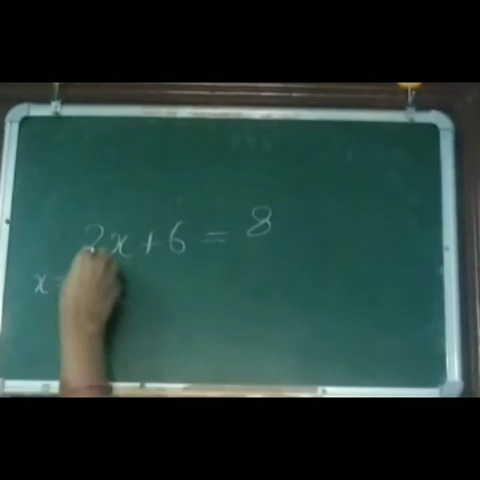 2x+6 = 8
x=